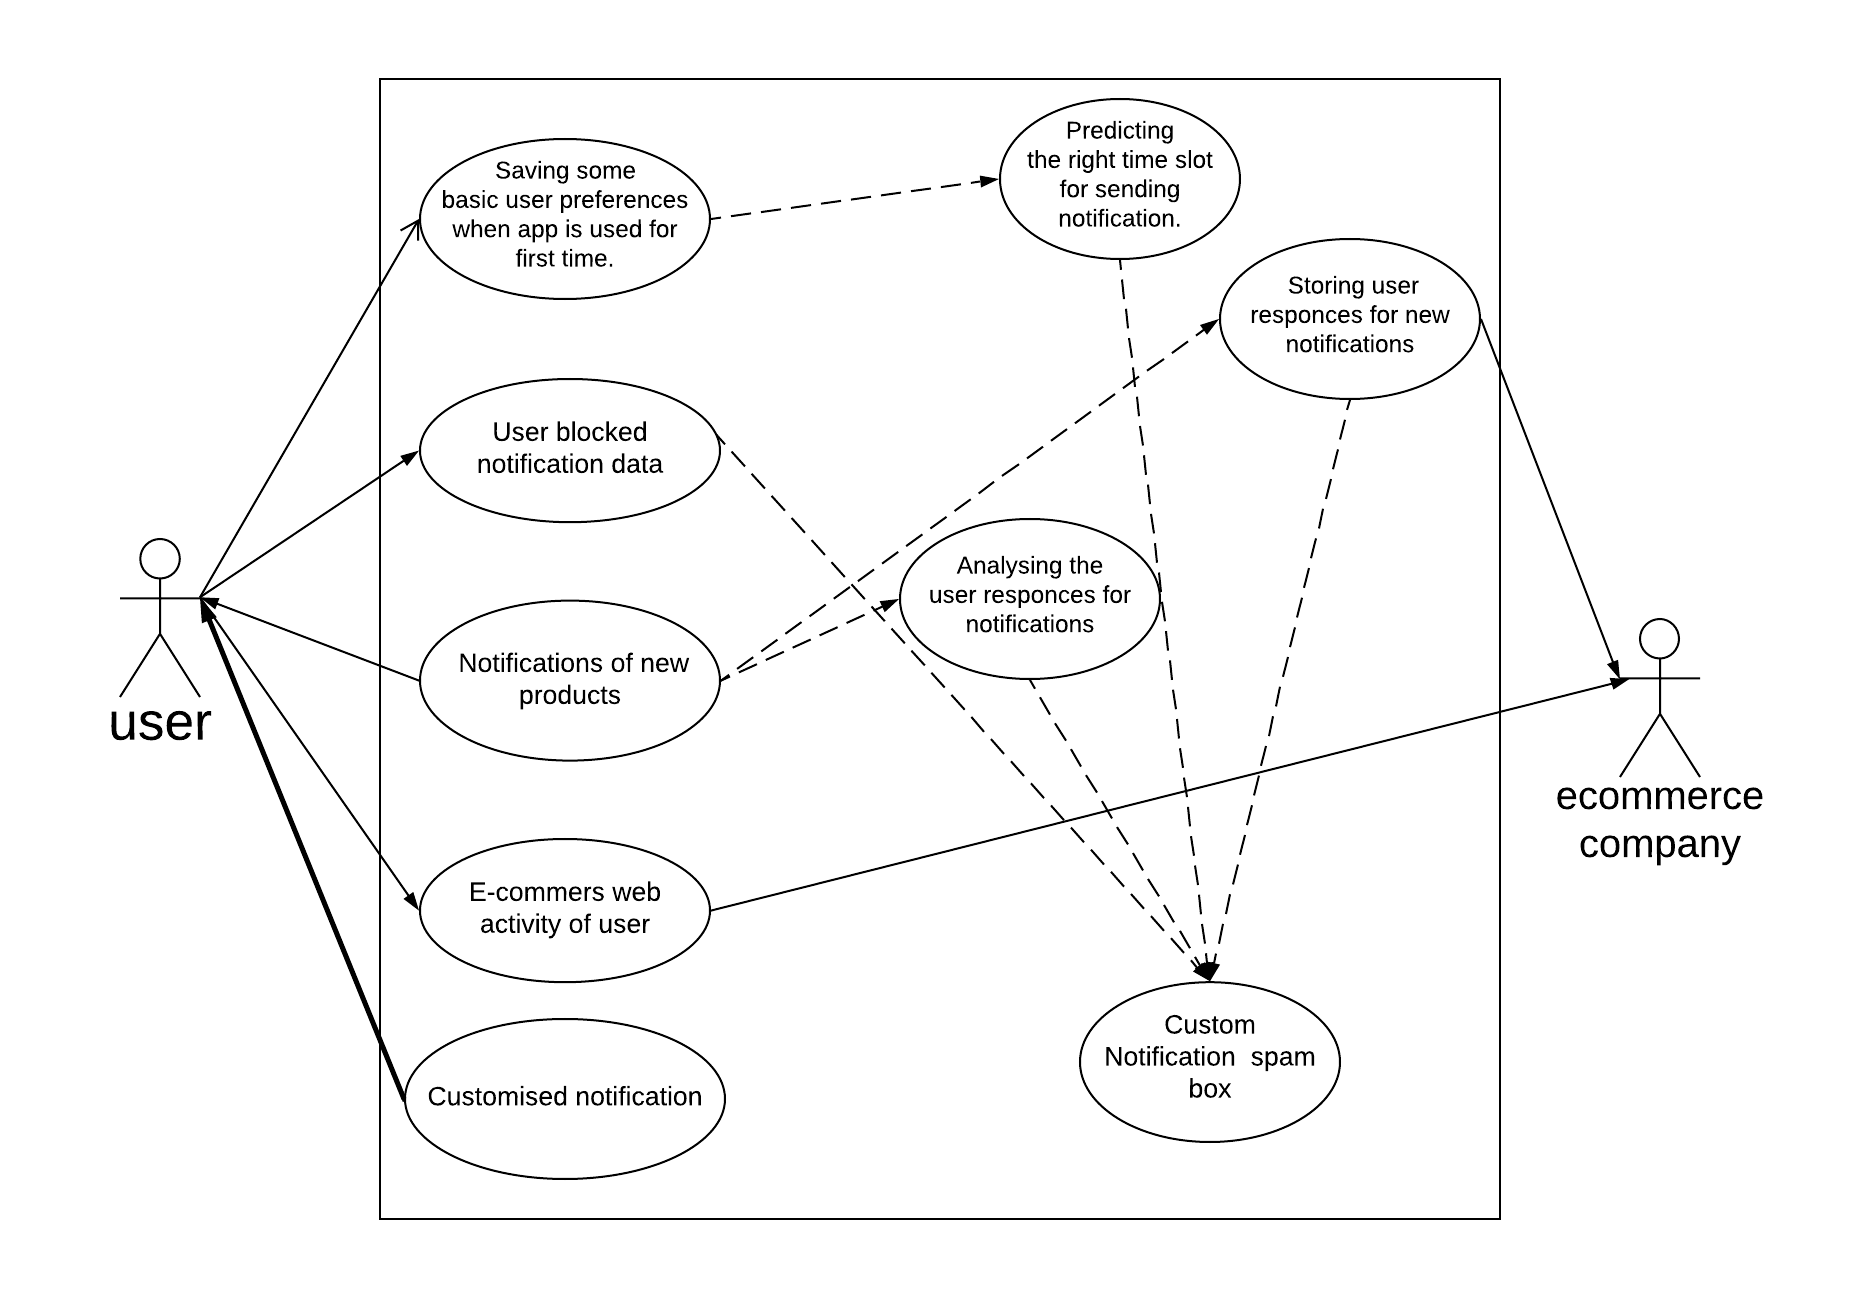 Saving some
basic user preferences
when app is used for
first time.
Predicting
the right time slot
for sending
notification.
Storing user
responces for new
notifications
User blocked
notification data
Analysing the
user responces for
notifications
Notifications of new
products
user
ecommerce
company
E-commers web
activity of user
Custom
Notification spam
box
Customised notification